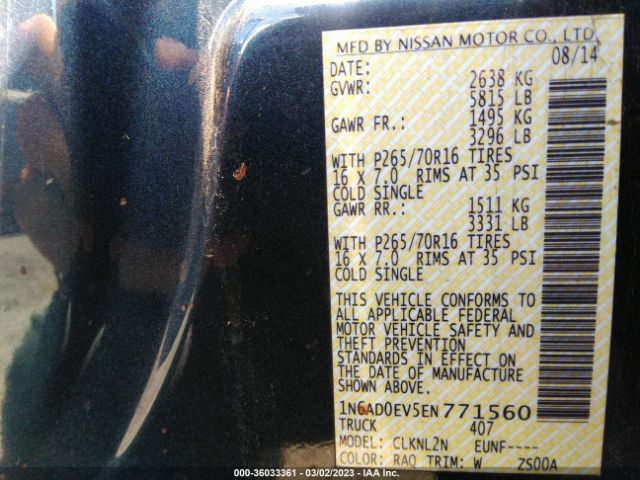 MFD BY NISSAN MOTOR CO., LTD.
DATE: 08/14
GVWR: 2638 KG
5815 LB
GAWR FR.: 1495 KG
3296 LB
WITH P265/70R16 TIRES
16 X 7.0 RIMS AT 35 PSI
COLD SINGLE
GAWR RR.: 1511 KG
3331 LB
WITH P265/70R16 TIRES
16 X 7.0 RIMS AT 35 PSI
COLD SINGLE
THIS VEHICLE CONFORMS TO
ALL APPLICABLE FEDERAL
MOTOR VEHICLE SAFETY AND
THEFT PREVENTION
STANDARDS IN EFFECT ON
THE DATE OF MANUFACTURE
SHOWN ABOVE.
1N6AD0EV5EN771560
TRUCK 407
MODEL: CLKNL2N EUNF----
COLOR: RAQ TRIM: W ZS00A
000-36033361 - 03/02/2023 - IAA Inc.